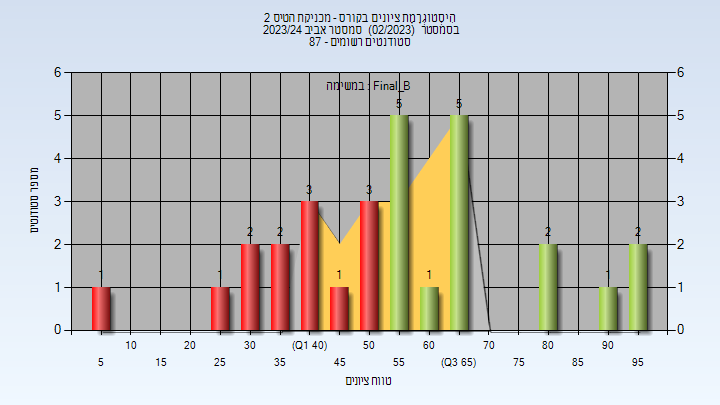 היסטוגרמת ציונים בקורס - מכניקת הטיס 2
בסמסטר  (02/2023)  סמסטר אביב 2023/24
סטודנטים רשומים - 87
במשימה : Final_B
מספר סטודנטים
6 6
5 5
4 4
3 3
2 2
1 1
0 0
1 1 2 2 3 1 3 5 1 5 2 1 2
10 20 30 (Q1 40) 50 60 70 80 90
5 15 25 35 45 55 (Q3 65) 75 85 95
טווח ציונים